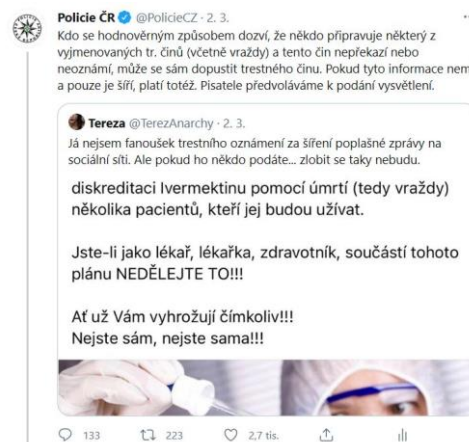 Policie ČR @PolicieCZ · 2. 3.
Kdo se hodnověrným způsobem dozví, že někdo připravuje některý z
vyjmenovaných tr. činů (včetně vraždy) a tento čin nepřekazí nebo
neoznámí, může se sám dopustit trestného činu. Pokud tyto informace nem
a pouze je šíří, platí totéž. Pisatele předvoláváme k podání vysvětlení.
Tereza @TerezAnarchy · 2. 3.
Já nejsem fanoušek trestního oznámení za šíření poplašné zprávy na
sociální síti. Ale pokud ho někdo podáte... zlobit se taky nebudu.
diskreditaci Ivermektinu pomocí úmrtí (tedy vraždy)
několika pacientů, kteří jej budou užívat.
Jste-li jako lékař, lékařka, zdravotník, součástí tohoto
plánu NEDĚLEJTE TO!!!
Ať už Vám vyhrožují čímkoliv!!!
Nejste sám, nejste sama!!!
133 223 2,7 tis.